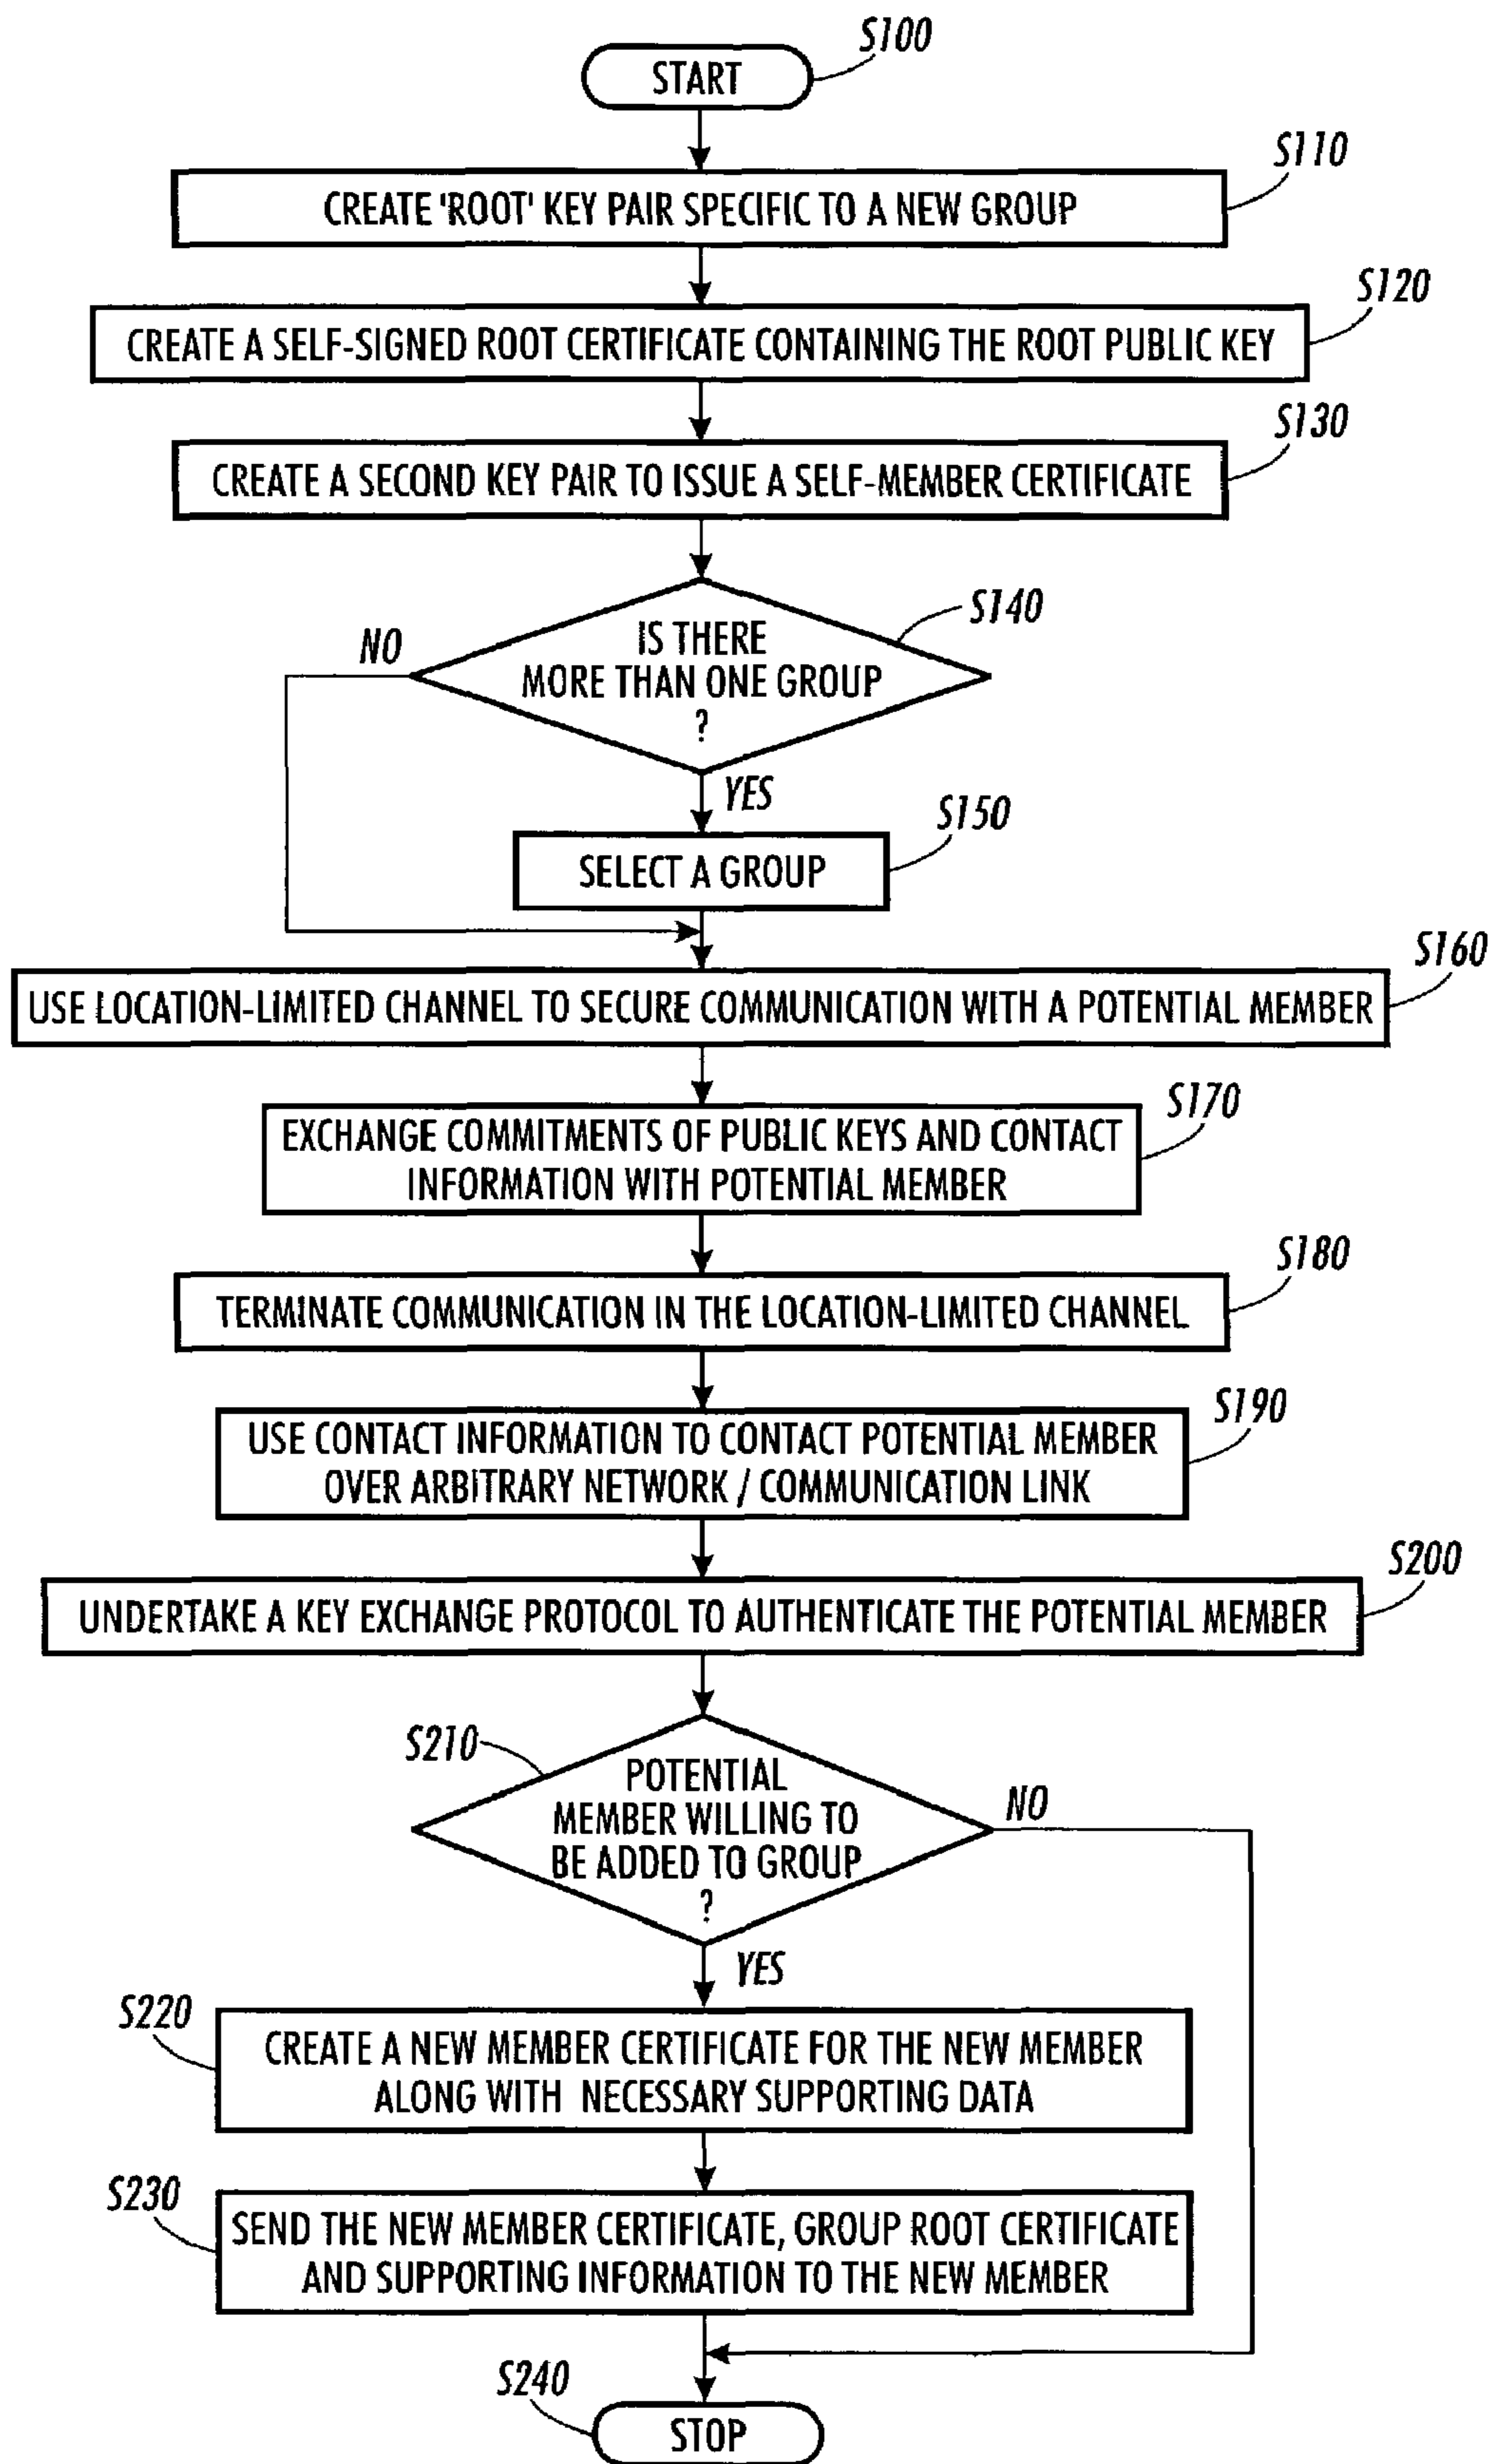 S100
START
S110
CREATE 'ROOT' KEY PAIR SPECIFIC TO A NEW GROUP
S120
CREATE A SELF-SIGNED ROOT CERTIFICATE CONTAINING THE ROOT PUBLIC KEY
S130
CREATE A SECOND KEY PAIR TO ISSUE A SELF-MEMBER CERTIFICATE
S140
IS THERE
MORE THAN ONE GROUP
?
NO
YES
S150
SELECT A GROUP
S160
USE LOCATION-LIMITED CHANNEL TO SECURE COMMUNICATION WITH A POTENTIAL MEMBER
S170
EXCHANGE COMMITMENTS OF PUBLIC KEYS AND CONTACT
INFORMATION WITH POTENTIAL MEMBER
S180
TERMINATE COMMUNICATION IN THE LOCATION-LIMITED CHANNEL
S190
USE CONTACT INFORMATION TO CONTACT POTENTIAL MEMBER
OVER ARBITRARY NETWORK / COMMUNICATION LINK
S200
UNDERTAKE A KEY EXCHANGE PROTOCOL TO AUTHENTICATE THE POTENTIAL MEMBER
S210
POTENTIAL
MEMBER WILLING TO
BE ADDED TO GROUP
?
NO
YES
S220
CREATE A NEW MEMBER CERTIFICATE FOR THE NEW MEMBER
ALONG WITH NECESSARY SUPPORTING DATA
S230
SEND THE NEW MEMBER CERTIFICATE, GROUP ROOT CERTIFICATE
AND SUPPORTING INFORMATION TO THE NEW MEMBER
S240
STOP